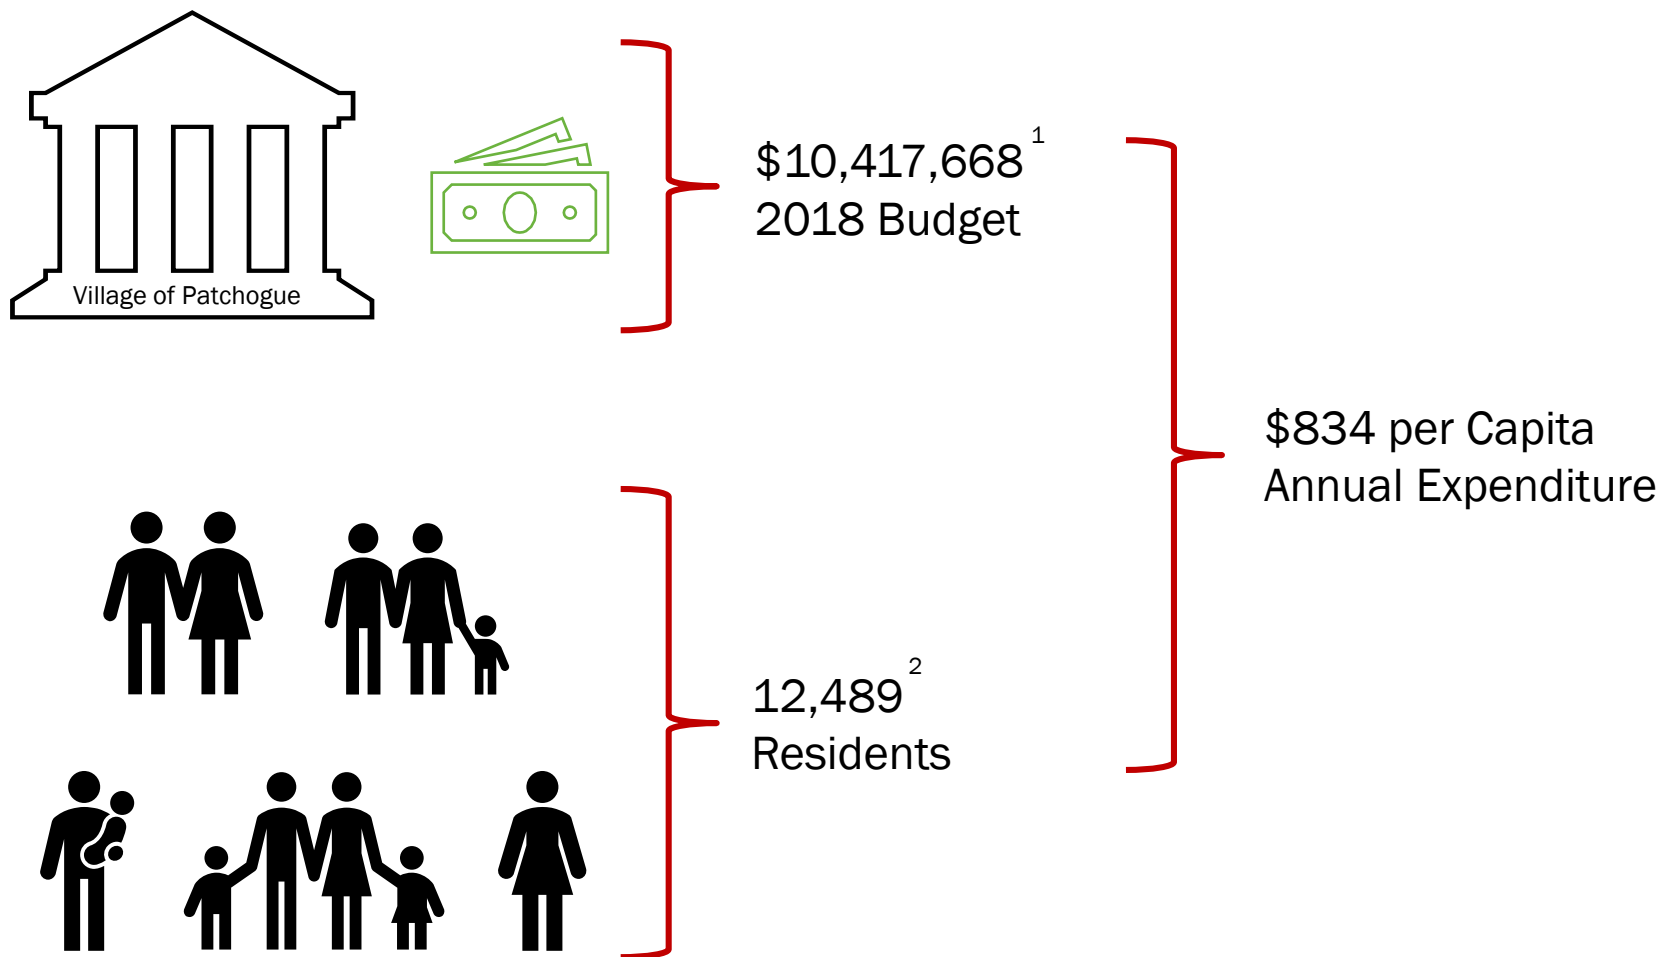 Village of Patchogue
$10,417,668 1
2018 Budget
12,489 2
Residents
$834 per Capita
Annual Expenditure